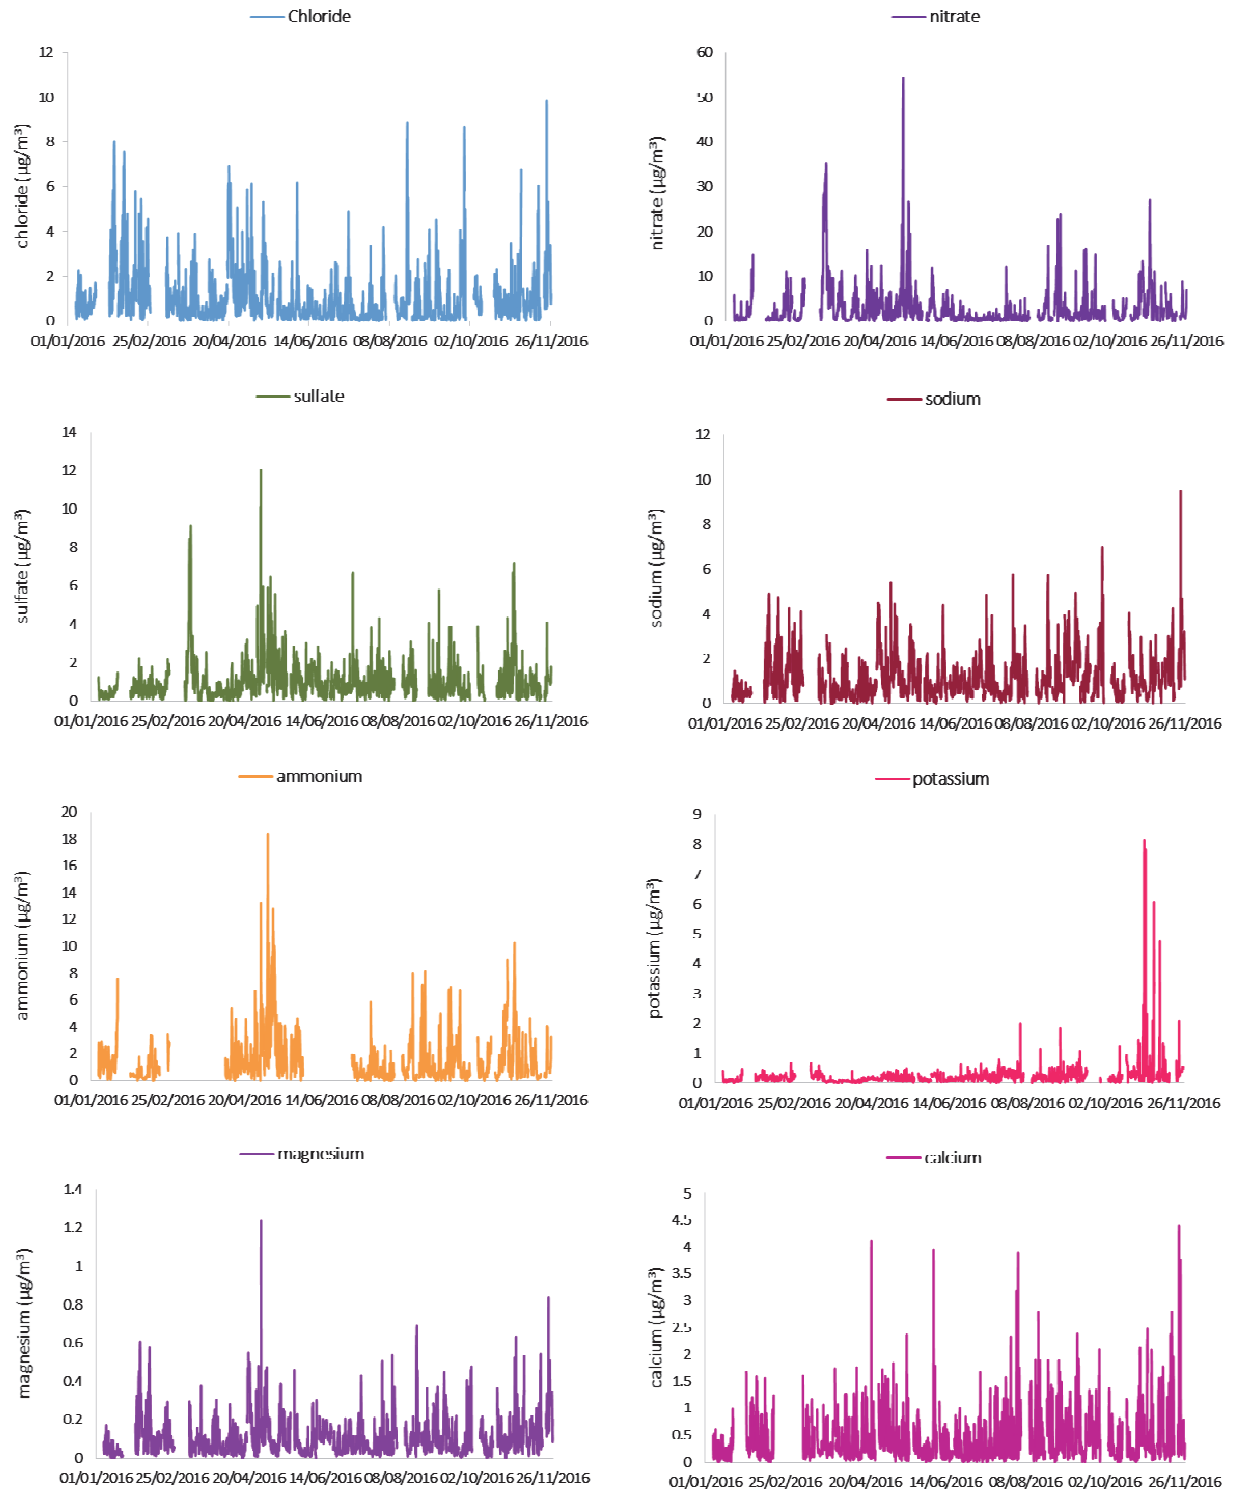 Chloride
chloride (µg/m³)
12
10
8
6
4
2
0
01/01/2016 25/02/2016 20/04/2016 14/06/2016 08/08/2016 02/10/2016 26/11/2016
nitrate
nitrate (µg/m³)
60
50
40
30
20
10
0
01/01/2016 25/02/2016 20/04/2016 14/06/2016 08/08/2016 02/10/2016 26/11/2016
sulfate
sulfate (µg/m³)
14
12
10
8
6
4
2
0
01/01/2016 25/02/2016 20/04/2016 14/06/2016 08/08/2016 02/10/2016 26/11/2016
sodium
sodium (µg/m³)
12
10
8
6
4
2
0
01/01/2016 25/02/2016 20/04/2016 14/06/2016 08/08/2016 02/10/2016 26/11/2016
ammonium
ammonium (µg/m³)
20
18
16
14
12
10
8
6
4
2
0
01/01/2016 25/02/2016 20/04/2016 14/06/2016 08/08/2016 02/10/2016 26/11/2016
potassium
potassium (µg/m³)
9
8
7
6
5
4
3
2
1
0
01/01/2016 25/02/2016 20/04/2016 14/06/2016 08/08/2016 02/10/2016 26/11/2016
magnesium
magnesium (µg/m³)
1.4
1.2
1
0.8
0.6
0.4
0.2
0
01/01/2016 25/02/2016 20/04/2016 14/06/2016 08/08/2016 02/10/2016 26/11/2016
calcium
calcium (µg/m³)
5
4.5
4
3.5
3
2.5
2
1.5
1
0.5
0
01/01/2016 25/02/2016 20/04/2016 14/06/2016 08/08/2016 02/10/2016 26/11/2016